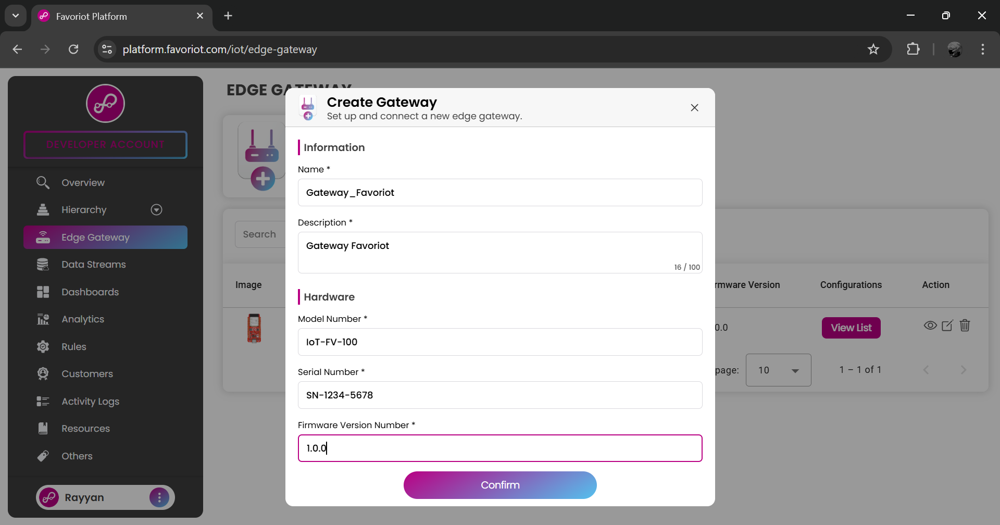 Favoriot Platform
platform.favoriot.com/iot/edge-gateway
DEVELOPER ACCOUNT
Overview
Hierarchy
Edge Gateway
Data Streams
Dashboards
Analytics
Rules
Customers
Activity Logs
Resources
Others
Rayyan
EDGE GATEWAY
Create Gateway
Set up and connect a new edge gateway.
Information
Name *
Gateway_Favoriot
Description *
Gateway Favoriot
16 / 100
Hardware
Model Number *
IoT-FV-100
Serial Number *
SN-1234-5678
Firmware Version Number *
1.0.0
Confirm
Search
Image
rmware Version
Configurations
Action
0.0
View List
page:
10
1 – 1 of 1